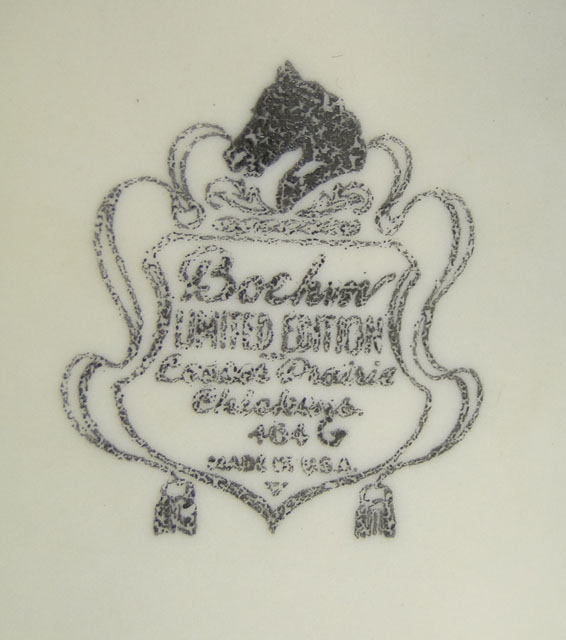 Boehm
LIMITED EDITION
Lesser Prairie
Chickens
464 G
MADE IN U.S.A.